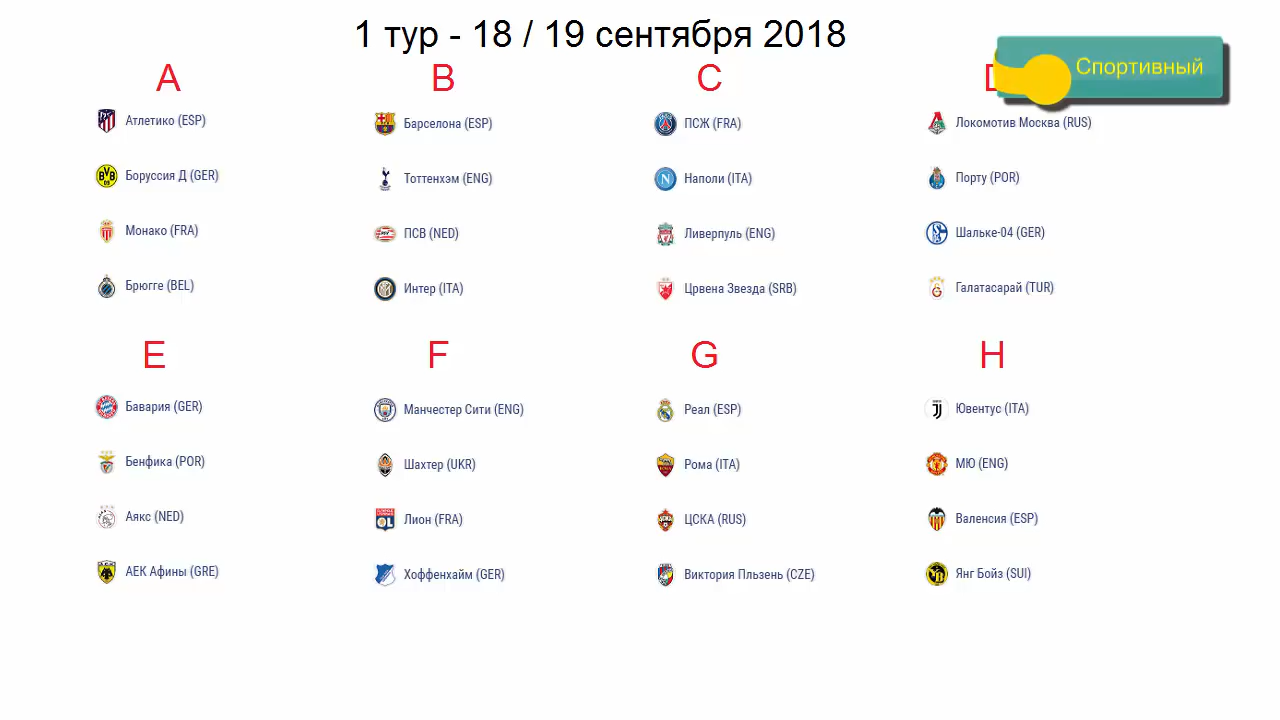 1 тур - 18 / 19 сентября 2018
Спортивный
A
B
C
D
Атлетико (ESP)
Барселона (ESP)
ПСЖ (FRA)
Локомотив Москва (RUS)
Боруссия Д (GER)
Тоттенхэм (ENG)
Наполи (ITA)
Порту (POR)
Монако (FRA)
ПСВ (NED)
Ливерпуль (ENG)
Шальке-04 (GER)
Брюгге (BEL)
Интер (ITA)
Црвена Звезда (SRB)
Галатасарай (TUR)
E
F
G
H
Бавария (GER)
Манчестер Сити (ENG)
Реал (ESP)
Ювентус (ITA)
Бенфика (POR)
Шахтер (UKR)
Рома (ITA)
МЮ (ENG)
Аякс (NED)
Лион (FRA)
ЦСКА (RUS)
Валенсия (ESP)
АЕК Афины (GRE)
Хоффенхайм (GER)
Виктория Пльзень (CZE)
Янг Бойз (SUI)